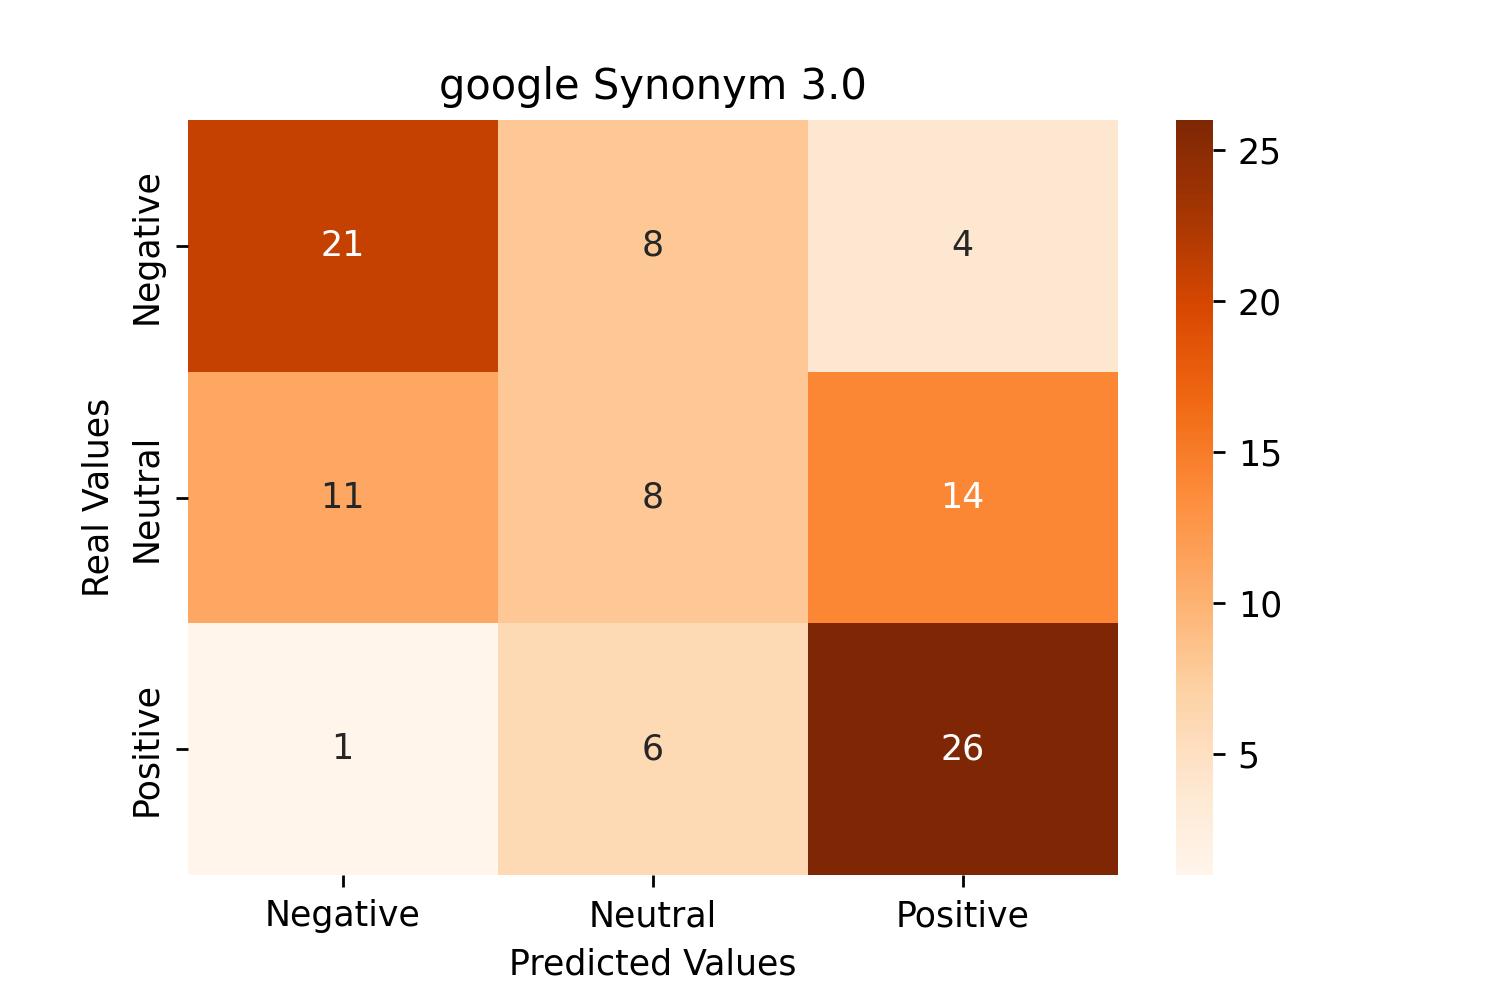 google Synonym 3.0
Real Values
Negative
21
8
4
Neutral
11
8
14
Positive
1
6
26
Negative
Neutral
Positive
Predicted Values
25
20
15
10
5